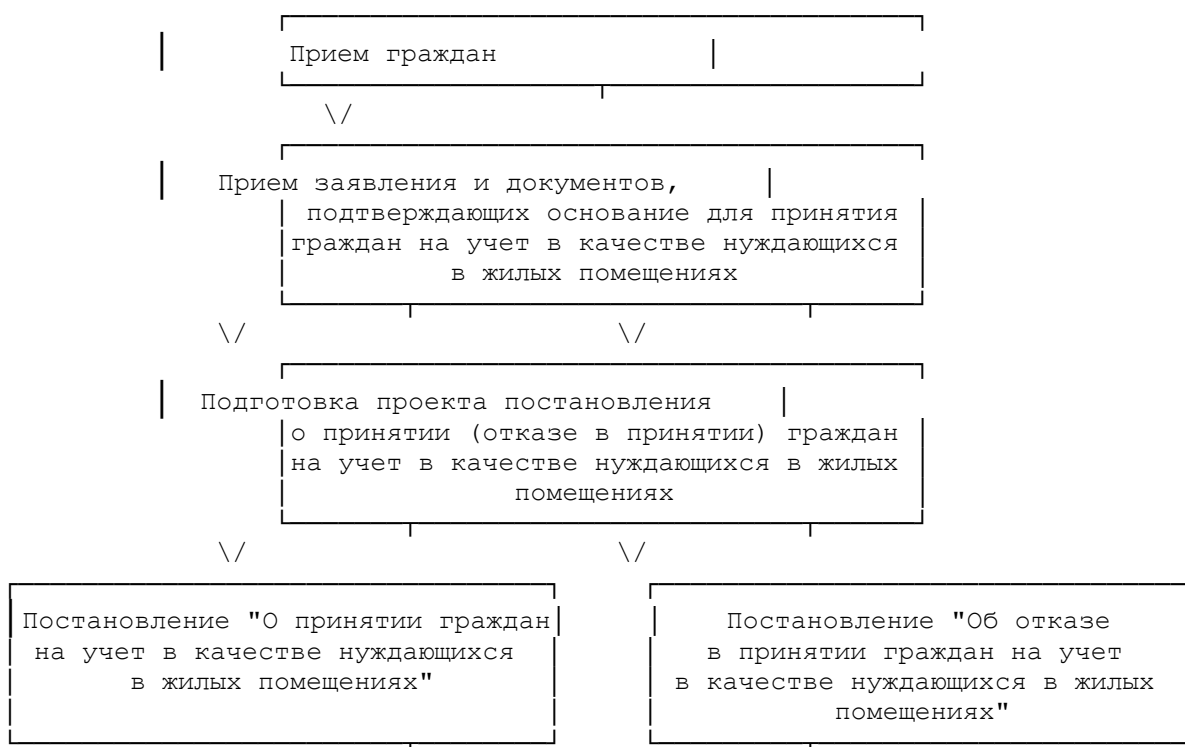 Прием граждан
\/
Прием заявления и документов,
подтверждающих основание для принятия
граждан на учет в качестве нуждающихся
в жилых помещениях
\/ \/
Подготовка проекта постановления
о принятии (отказе в принятии) граждан
на учет в качестве нуждающихся в жилых
помещениях
\/ \/
Постановление "О принятии граждан
на учет в качестве нуждающихся
в жилых помещениях"
Постановление "Об отказе
в принятии граждан на учет
в качестве нуждающихся в жилых
помещениях"